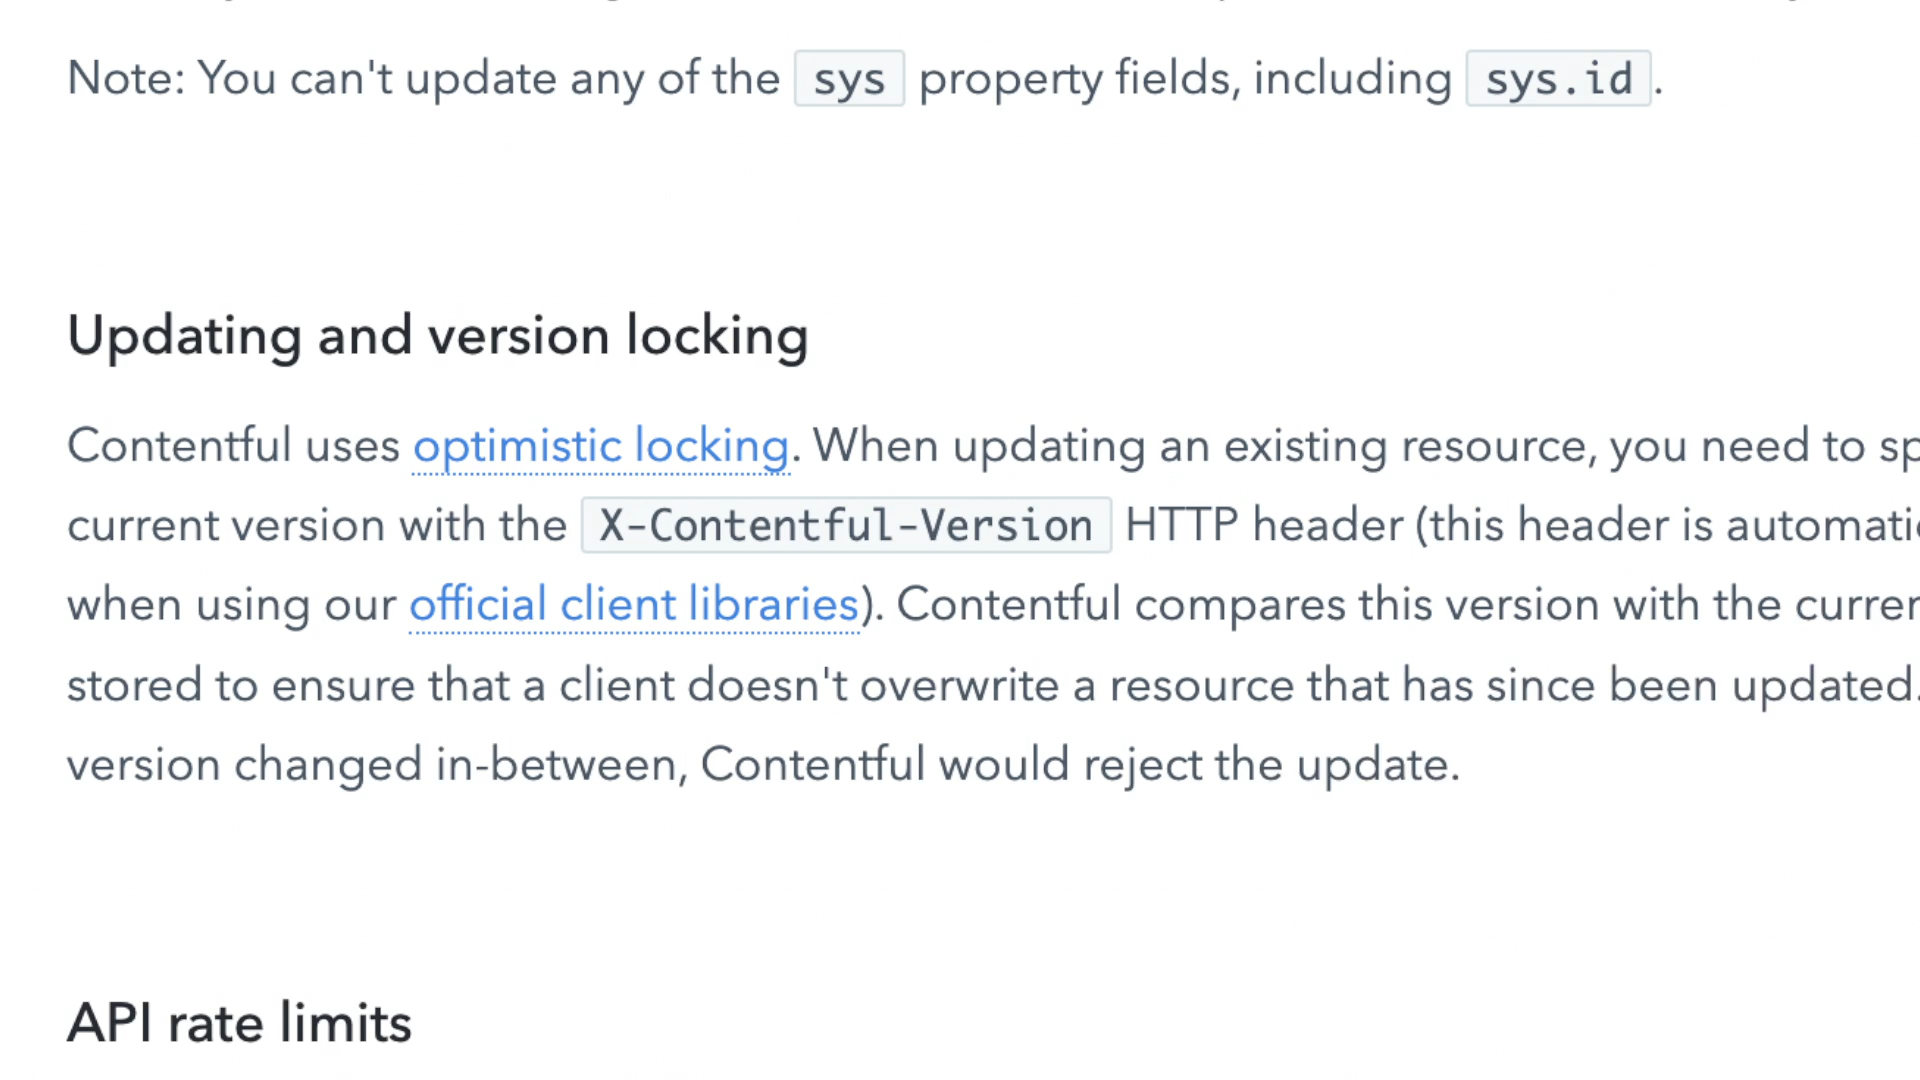 Note: You can't update any of the sys property fields, including sys.id.
Updating and version locking
Contentful uses optimistic locking. When updating an existing resource, you need to
current version with the X-Contentful-Version HTTP header (this header is
when using our official client libraries). Contentful compares this version with the
stored to ensure that a client doesn't overwrite a resource that has since been updated.
version changed in-between, Contentful would reject the update.
API rate limits